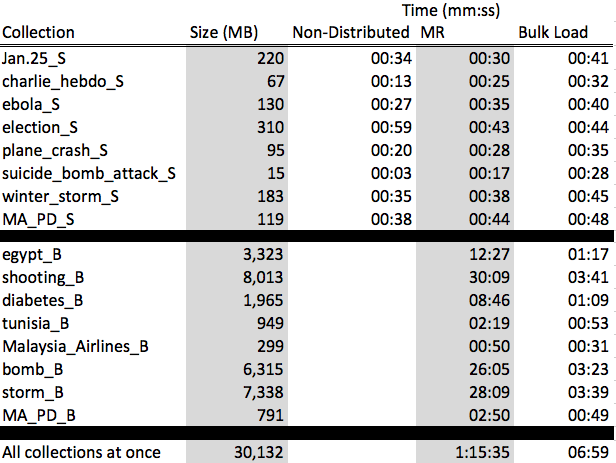 Time (mm:ss)
Collection Size (MB) Non-Distributed MR Bulk Load
Jan.25_S 220 00:34 00:30 00:41
charlie_hebdo_S 67 00:13 00:25 00:32
ebola_S 130 00:27 00:35 00:40
election_S 310 00:59 00:43 00:44
plane_crash_S 95 00:20 00:28 00:35
suicide_bomb_attack_S 15 00:03 00:17 00:28
winter_storm_S 183 00:35 00:38 00:45
MA_PD_S 119 00:38 00:44 00:48
egypt_B 3,323 12:27 01:17
shooting_B 8,013 30:09 03:41
diabetes_B 1,965 08:46 01:09
tunisia_B 949 02:19 00:53
Malaysia_Airlines_B 299 00:50 00:31
bomb_B 6,315 26:05 03:23
storm_B 7,338 28:09 03:39
MA_PD_B 791 02:50 00:49
All collections at once 30,132 1:15:35 06:59